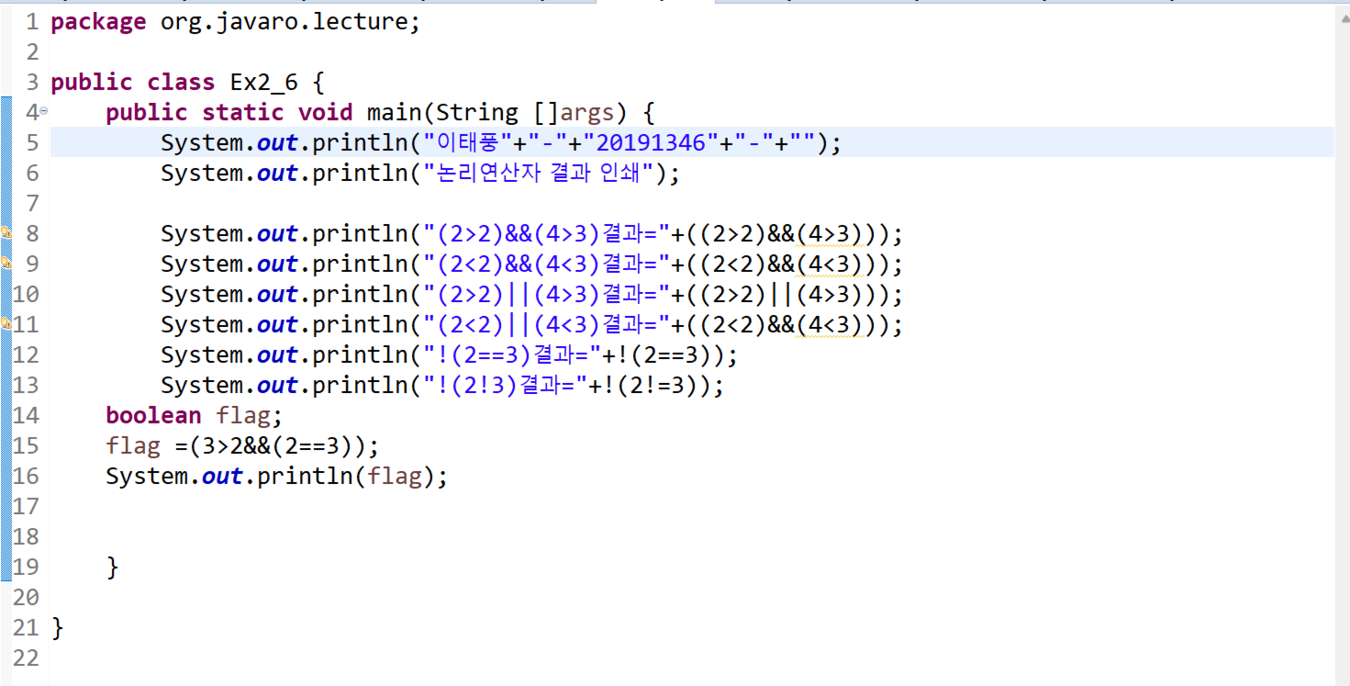 1 package org.javaro.lecture;
2
3 public class Ex2_6 {
4     public static void main(String []args) {
5         System.out.println("이태풍"+"-"+"20191346"+"-"+"");
6         System.out.println("논리연산자 결과 인쇄");
7
8         System.out.println("(2>2)&&(4>3)결과="+((2>2)&&(4>3)));
9         System.out.println("(2<2)&&(4<3)결과="+((2<2)&&(4<3)));
10         System.out.println("(2>2)||(4>3)결과="+((2>2)||(4>3)));
11         System.out.println("(2<2)||(4<3)결과="+((2<2)&&(4<3)));
12         System.out.println("!(2==3)결과="+!(2==3));
13         System.out.println("!(2!3)결과="+!(2!=3));
14     boolean flag;
15     flag =(3>2&&(2==3));
16     System.out.println(flag);
17
18
19     }
20
21 }
22